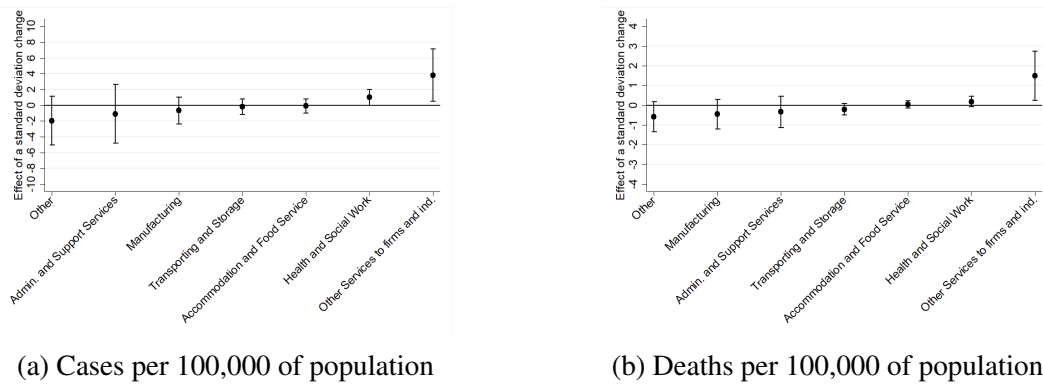 Effect of a standard deviation change
10
8
6
4
2
0
-2
-4
-6
-8
-10
Other
Admin. and Support Services
Manufacturing
Transporting and Storage
Accommodation and Food Service
Health and Social Work
Other Services to firms and ind.
(a) Cases per 100,000 of population
Effect of a standard deviation change
4
3
2
1
0
-1
-2
-3
-4
Other
Manufacturing
Admin. and Support Services
Transporting and Storage
Accommodation and Food Service
Health and Social Work
Other Services to firms and ind.
(b) Deaths per 100,000 of population